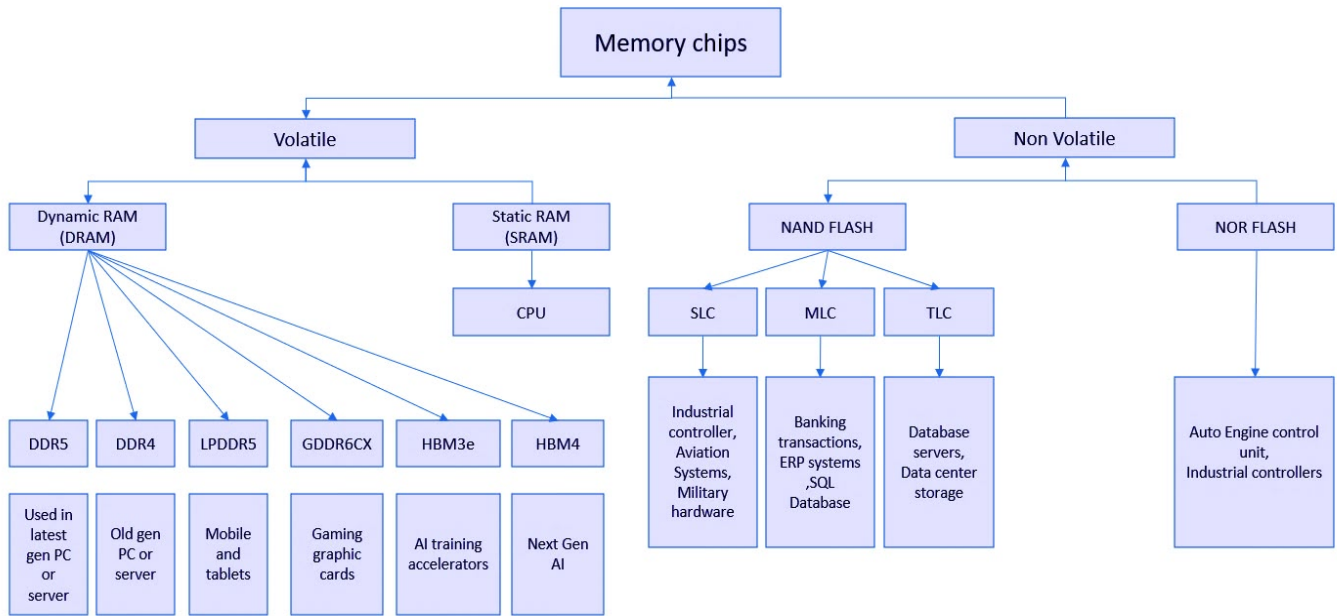 Memory chips
Volatile
Non Volatile
Dynamic RAM
(DRAM)
Static RAM
(SRAM)
NAND FLASH
NOR FLASH
CPU
SLC
MLC
TLC
DDR5
DDR4
LPDDR5
GDDR6CX
HBM3e
HBM4
Industrial
controller,
Aviation
Systems,
Military
hardware
Banking
transactions,
ERP systems
,SQL
Database
Database
servers,
Data center
storage
Auto Engine control
unit,
Industrial controllers
Used in
latest
gen PC
or
server
Old gen
PC or
server
Mobile
and
tablets
Gaming
graphic
cards
AI training
accelerators
Next Gen
AI